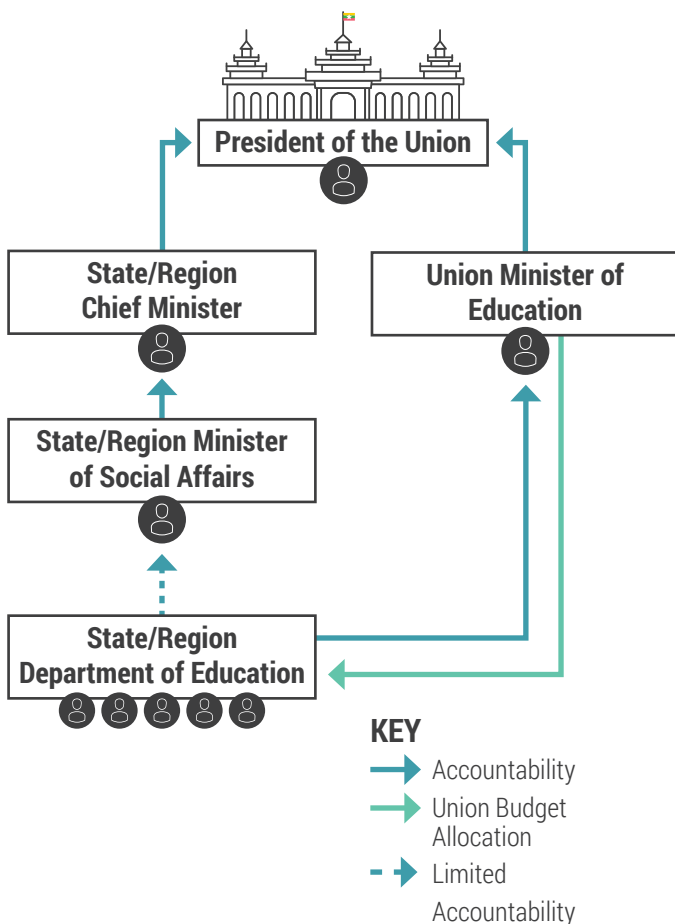 President of the Union
State/Region
Chief Minister
Union Minister of
Education
State/Region Minister
of Social Affairs
State/Region
Department of Education
KEY
Accountability
Union Budget
Allocation
Limited
Accountability